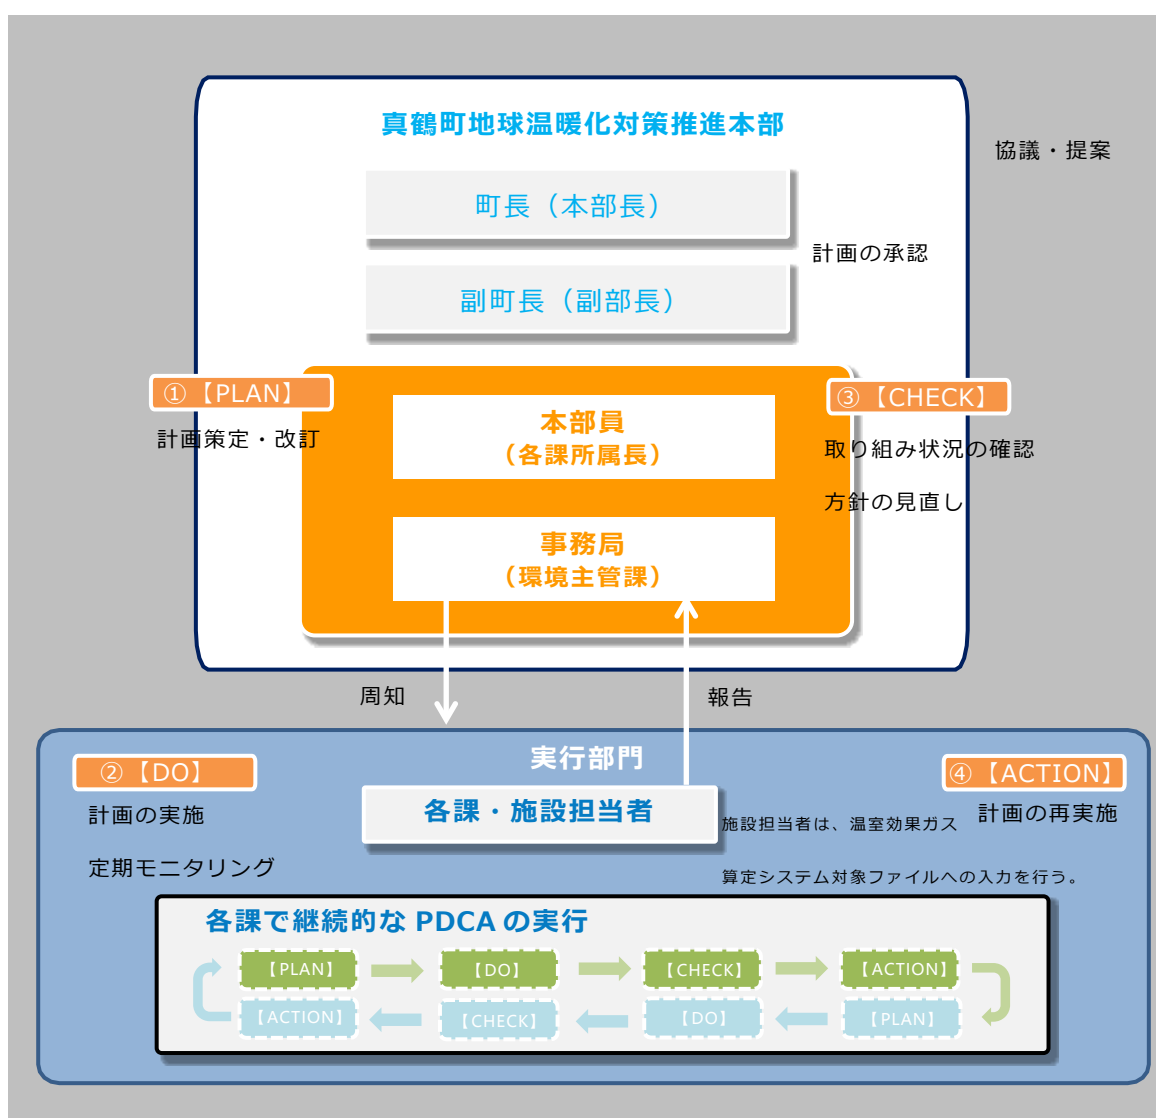 真鶴町地球温暖化対策推進本部
協議・提案
町長（本部長）
計画の承認
副町長（副部長）
①【PLAN】
計画策定・改訂
③【CHECK】
取り組み状況の確認
方針の見直し
本部員
（各課所属長）
事務局
（環境主管課）
周知
報告
実行部門
②【DO】
計画の実施
定期モニタリング
④【ACTION】
計画の再実施
各課・施設担当者
施設担当者は、温室効果ガス
算定システム対象ファイルへの入力を行う。
各課で継続的な PDCA の実行
【PLAN】
【DO】
【CHECK】
【ACTION】
【ACTION】
【CHECK】
【DO】
【PLAN】